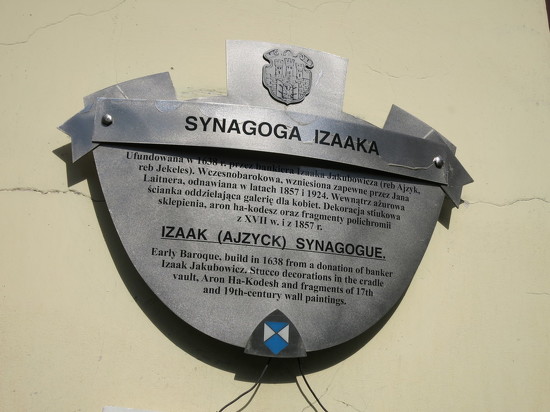 SYNAGOGA IZAAKA
Ufundowana w 1638 r. przez bankiera Izaaka Jakubowicza (reb Ajzyk,
reb Jekeles). Wczesnobarokowa, wzniesiona zapewne przez Jana
Laitnera, odnawiana w latach 1857 i 1924. Wewnątrz ażurowa
ścianka oddzielająca galerię dla kobiet. Dekoracja stiukowa
sklepienia, aron ha-kodesz oraz fragmenty polichromii
z XVII w. i z 1857 r.
IZAAK (AJZYCK) SYNAGOGUE.
Early Baroque, build in 1638 from a donation of banker
Izaak Jakubowicz. Stucco decorations in the cradle
vault, Aron Ha-Kodesh and fragments of 17th
and 19th-century wall paintings.